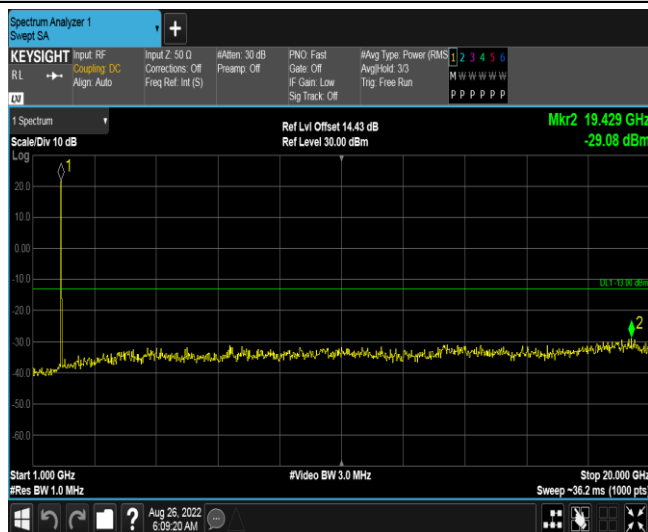 Spectrum Analyzer 1
Swept SA
KEYSIGHT
RL
LXI
Input: RF
Coupling: DC
Align: Auto
Input Z: 50 Ω
Corrections: Off
Freq Ref: Int (S)
#Atten: 30 dB
Preamp: Off
PNO: Fast
Gate: Off
IF Gain: Low
Sig Track: Off
#Avg Type: Power (RMS
Avg|Hold: 3/3
Trig: Free Run
1 2 3 4 5 6
M W W W W W
P P P P P P
1 Spectrum
Scale/Div 10 dB
Ref Lvl Offset 14.43 dB
Ref Level 30.00 dBm
Mkr2 19.429 GHz
-29.08 dBm
Log
1
20.0
10.0
0.00
-10.0
DL1 -13.00 dBm
-20.0
2
-30.0
-40.0
-50.0
-60.0
Start 1.000 GHz
#Video BW 3.0 MHz
Stop 20.000 GHz
#Res BW 1.0 MHz
Sweep ~36.2 ms (1000 pts)
?
Aug 26, 2022
6:09:20 AM